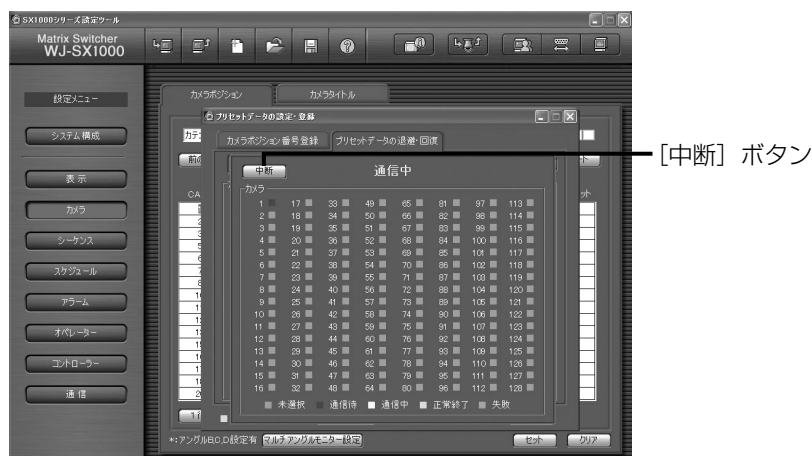 SX1000シリーズ設定ツール
Matrix Switcher
WJ-SX1000
設定メニュー
システム構成
表示
カメラ
シーケンス
スケジュール
アラーム
オペレーター
コントローラー
通信
カメラポジション
カメラタイトル
プリセットデータの設定・登録
カメラポジション番号登録
プリセットデータの退避・回復
中断
通信中
[中断] ボタン
カメラ
1 17 33 49 65 81 97 113
2 18 34 50 66 82 98 114
3 19 35 51 67 83 99 115
4 20 36 52 68 84 100 116
5 21 37 53 69 85 101 117
6 22 38 54 70 86 102 118
7 23 39 55 71 87 103 119
8 24 40 56 72 88 104 120
9 25 41 57 73 89 105 121
10 26 42 58 74 90 106 122
11 27 43 59 75 91 107 123
12 28 44 60 76 92 108 124
13 29 45 61 77 93 109 125
14 30 46 62 78 94 110 126
15 31 47 63 79 95 111 127
16 32 48 64 80 96 112 128
未選択 通信待 通信中 正常終了 失敗
*:アングルB,C,D設定有 マルチアングルモニター設定
セット
クリア